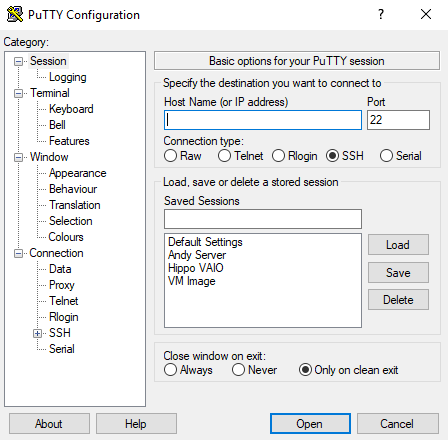 PuTTY Configuration
?
Category:
Session
Logging
Terminal
Keyboard
Bell
Features
Window
Appearance
Behaviour
Translation
Selection
Colours
Connection
Data
Proxy
Telnet
Rlogin
SSH
Serial
Basic options for your PuTTY session
Specify the destination you want to connect to
Host Name (or IP address) Port
22
Connection type:
Raw Telnet Rlogin SSH Serial
Load, save or delete a stored session
Saved Sessions
Default Settings
Andy Server
Hippo VAIO
VM Image
Load
Save
Delete
Close window on exit:
Always Never Only on clean exit
About Help Open Cancel